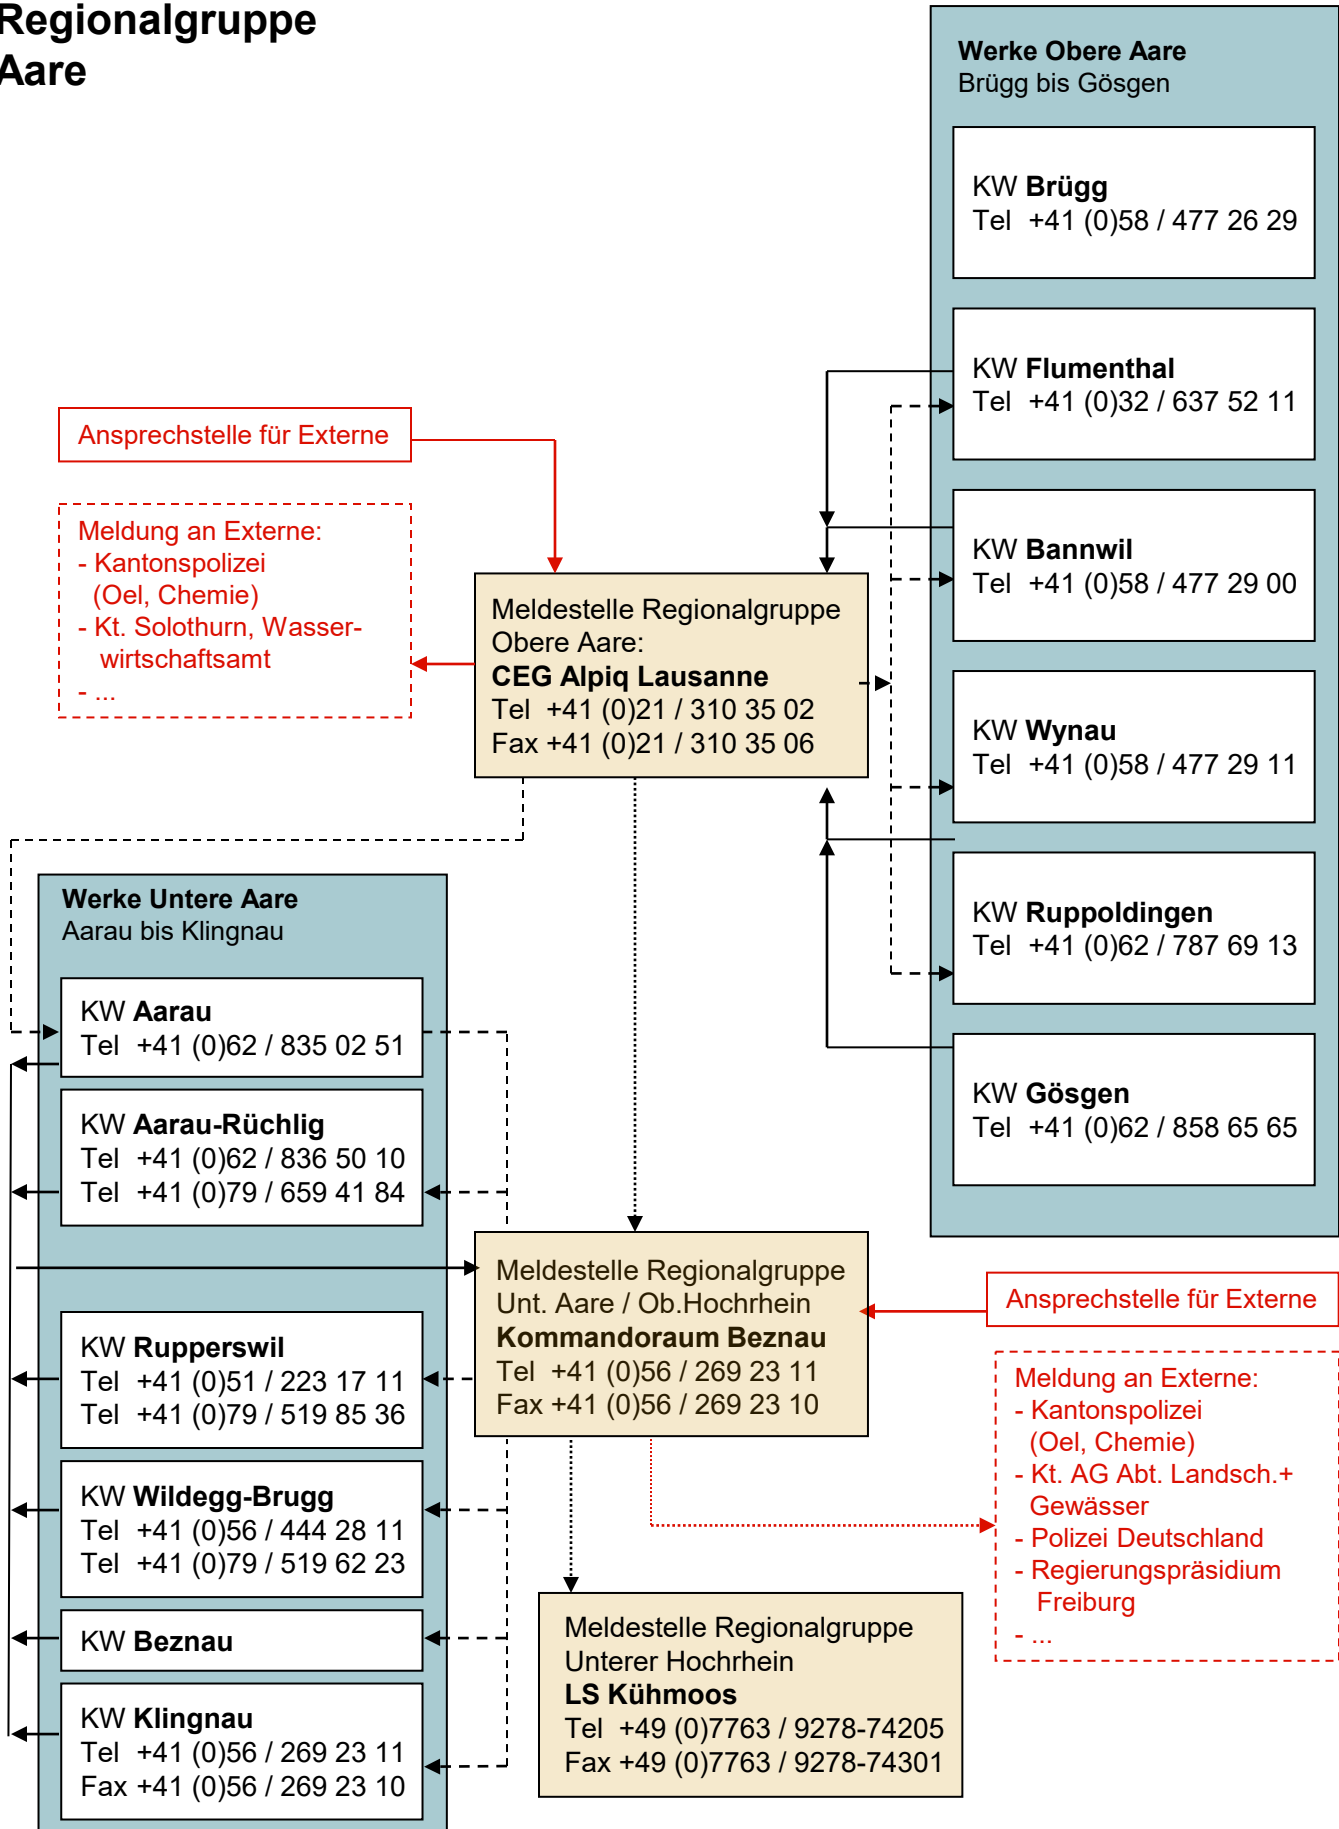 Regionalgruppe
Aare
Werke Obere Aare
Brügg bis Gösgen
KW Brügg
Tel +41 (0)58 / 477 26 29
KW Flumenthal
Tel +41 (0)32 / 637 52 11
KW Bannwil
Tel +41 (0)58 / 477 29 00
KW Wynau
Tel +41 (0)58 / 477 29 11
KW Ruppoldingen
Tel +41 (0)62 / 787 69 13
KW Gösgen
Tel +41 (0)62 / 858 65 65
Ansprechstelle für Externe
Meldung an Externe:
- Kantonspolizei
(Oel, Chemie)
- Kt. Solothurn, Wasser-
wirtschaftsamt
- ...
Meldestelle Regionalgruppe
Obere Aare:
CEG Alpiq Lausanne
Tel +41 (0)21 / 310 35 02
Fax +41 (0)21 / 310 35 06
Werke Untere Aare
Aarau bis Klingnau
KW Aarau
Tel +41 (0)62 / 835 02 51
KW Aarau-Rüchlig
Tel +41 (0)62 / 836 50 10
Tel +41 (0)79 / 659 41 84
KW Rupperswil
Tel +41 (0)51 / 223 17 11
Tel +41 (0)79 / 519 85 36
KW Wildegg-Brugg
Tel +41 (0)56 / 444 28 11
Tel +41 (0)79 / 519 62 23
KW Beznau
KW Klingnau
Tel +41 (0)56 / 269 23 11
Fax +41 (0)56 / 269 23 10
Meldestelle Regionalgruppe
Unt. Aare / Ob.Hochrhein
Kommandoraum Beznau
Tel +41 (0)56 / 269 23 11
Fax +41 (0)56 / 269 23 10
Ansprechstelle für Externe
Meldung an Externe:
- Kantonspolizei
(Oel, Chemie)
- Kt. AG Abt. Landsch.+
Gewässer
- Polizei Deutschland
- Regierungspräsidium
Freiburg
- ...
Meldestelle Regionalgruppe
Unterer Hochrhein
LS Kühmoos
Tel +49 (0)7763 / 9278-74205
Fax +49 (0)7763 / 9278-74301